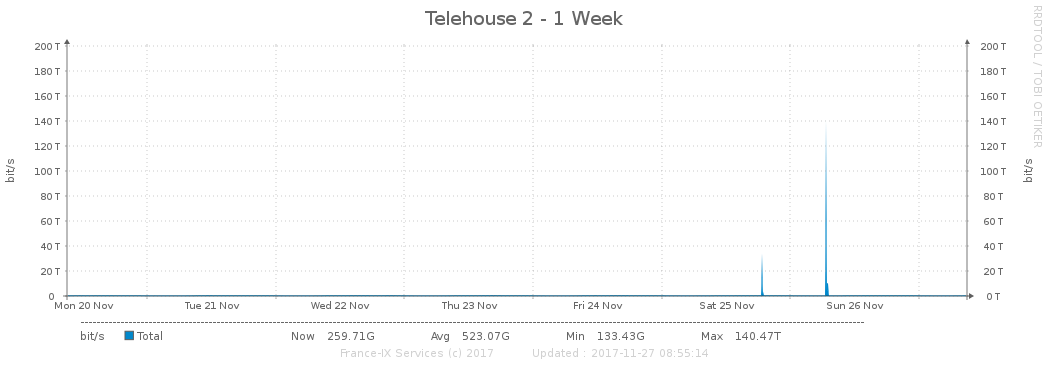 Telehouse 2 - 1 Week
RRDTOOL / TOBI OETIKER
200 T 200 T
180 T 180 T
160 T 160 T
140 T 140 T
120 T 120 T
100 T 100 T
80 T 80 T
60 T 60 T
40 T 40 T
20 T 20 T
0 0 T
bit/s bit/s
Mon 20 Nov Tue 21 Nov Wed 22 Nov Thu 23 Nov Fri 24 Nov Sat 25 Nov Sun 26 Nov
bit/s Total Now 259.71G Avg 523.07G Min 133.43G Max 140.47T
France-IX Services (c) 2017 Updated : 2017-11-27 08:55:14